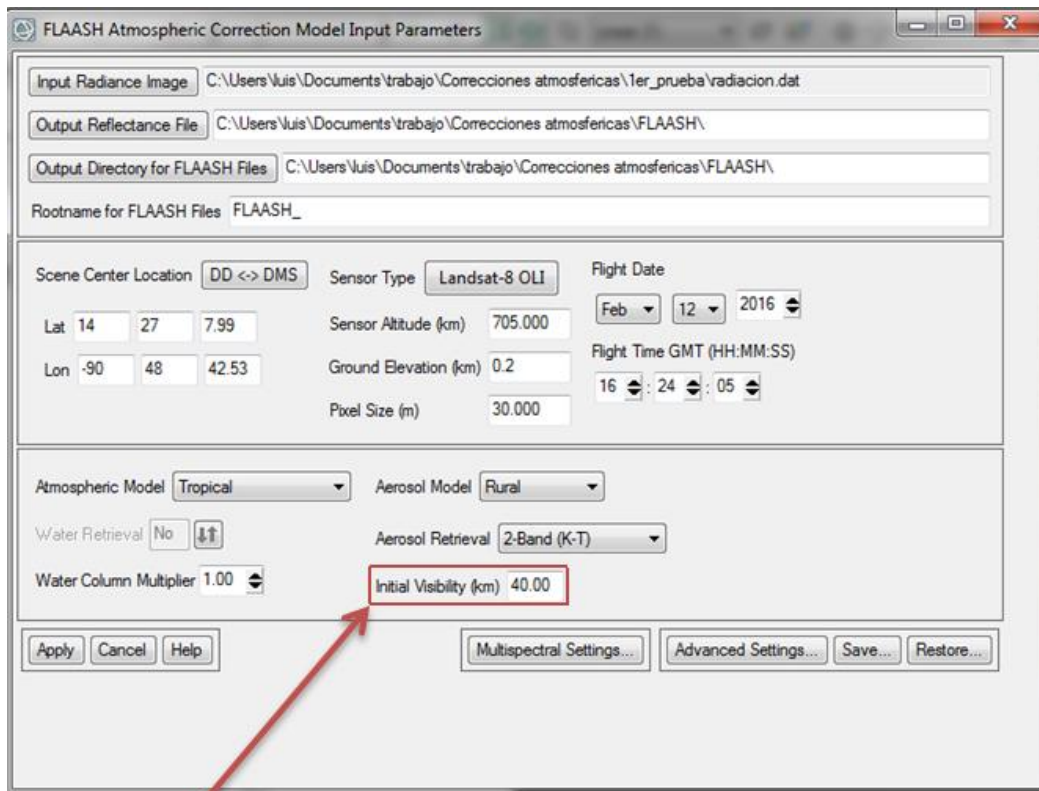 FLAASH Atmospheric Correction Model Input Parameters
Input Radiance Image C:\Users\luis\Documents\trabajo\Correcciones atmosfericas\1er_prueba\radiacion.dat
Output Reflectance File C:\Users\luis\Documents\trabajo\Correcciones atmosfericas\FLAASH\
Output Directory for FLAASH Files C:\Users\luis\Documents\trabajo\Correcciones atmosfericas\FLAASH\
Rootname for FLAASH Files FLAASH_
Scene Center Location DD <-> DMS Sensor Type Landsat-8 OLI Flight Date
Feb 12 2016
Lat 14 27 7.99 Sensor Altitude (km) 705.000
Flight Time GMT (HH:MM:SS)
Lon -90 48 42.53 Ground Elevation (km) 0.2
16 : 24 : 05
Pixel Size (m) 30.000
Atmospheric Model Tropical Aerosol Model Rural
Water Retrieval No Aerosol Retrieval 2-Band (K-T)
Water Column Multiplier 1.00 Initial Visibility (km) 40.00
Apply Cancel Help Multispectral Settings... Advanced Settings... Save... Restore...